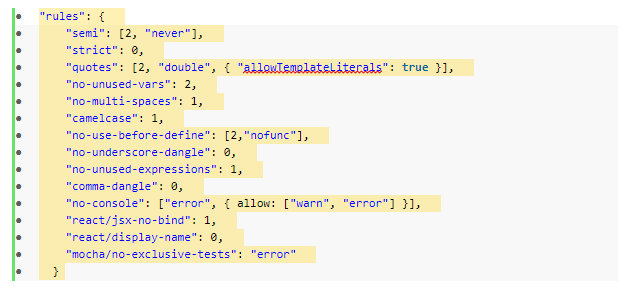 "rules": {
"semi": [2, "never"],
"strict": 0,
"quotes": [2, "double", { "allowTemplateLiterals": true }],
"no-unused-vars": 2,
"no-multi-spaces": 1,
"camelcase": 1,
"no-use-before-define": [2,"nofunc"],
"no-underscore-dangle": 0,
"no-unused-expressions": 1,
"comma-dangle": 0,
"no-console": ["error", { allow: ["warn", "error"] }],
"react/jsx-no-bind": 1,
"react/display-name": 0,
"mocha/no-exclusive-tests": "error"
}